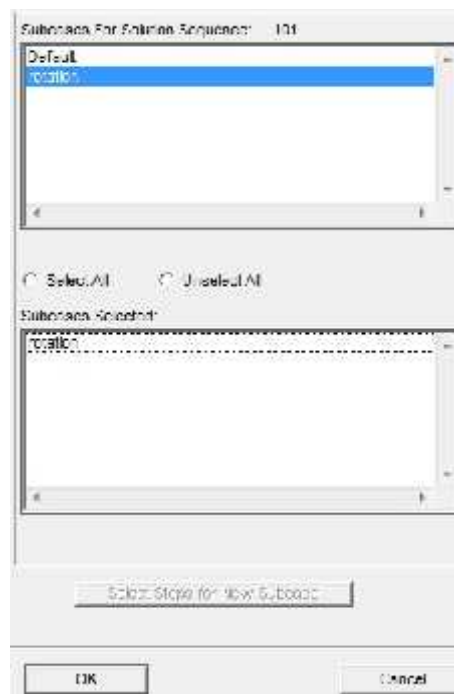 Subcases For Solution Sequence: 101
Default
rotation
Select All Unselect All
Subcases Selected:
rotation
Select Steps for New Subcase
OK Cancel